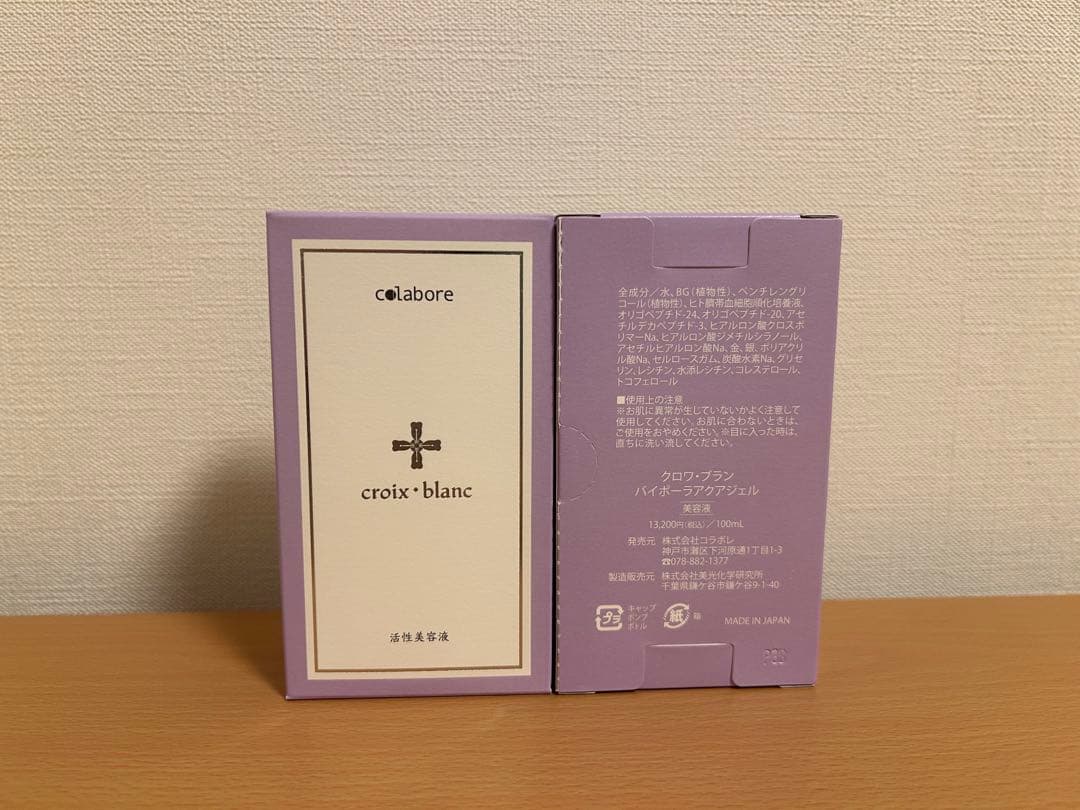 colabore
croix・blanc
活性美容液
全成分／水、BG（植物性）、ペンチレングリ
コール（植物性）、ヒト臍帯血細胞順化培養液、
オリゴペプチド-24、オリゴペプチド-20、アセ
チルデカペプチド-3、ヒアルロン酸クロスポ
リマーNa、ヒアルロン酸ジメチルシラノール、
アセチルヒアルロン酸Na、金、銀、ポリアクリ
ル酸Na、セルロースガム、炭酸水素Na、グリセ
リン、レシチン、水添レシチン、コレステロール、
トコフェロール
■使用上の注意
※お肌に異常が生じていないかよく注意して
使用してください。お肌に合わないときは、
ご使用をおやめください。※目に入った時は、
直ちに洗い流してください。
クロワ・ブラン
バイポーラアクアジェル
美容液
13,200円（税込）／100mL
発売元 株式会社コラボレ
神戸市灘区下河原通1丁目1-3
☎078-882-1377
製造販売元 株式会社美光化学研究所
千葉県鎌ケ谷市鎌ケ谷9-1-40
プラ
キャップ
ポンプ
ボトル
紙
箱
MADE IN JAPAN